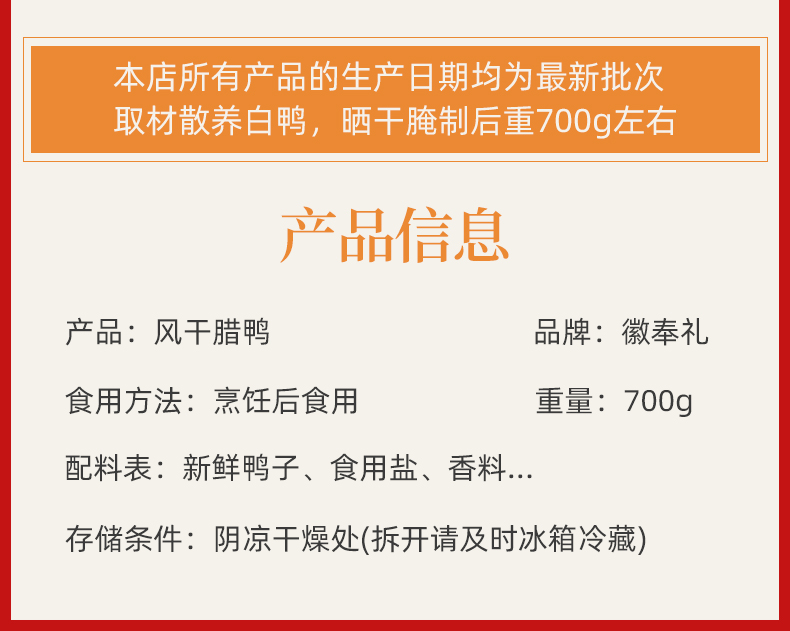 本店所有产品的生产日期均为最新批次
取材散养白鸭，晒干腌制后重700g左右
产品信息
产品：风干腊鸭 品牌：徽奉礼
食用方法：烹饪后食用 重量：700g
配料表：新鲜鸭子、食用盐、香料...
存储条件：阴凉干燥处(拆开请及时冰箱冷藏)